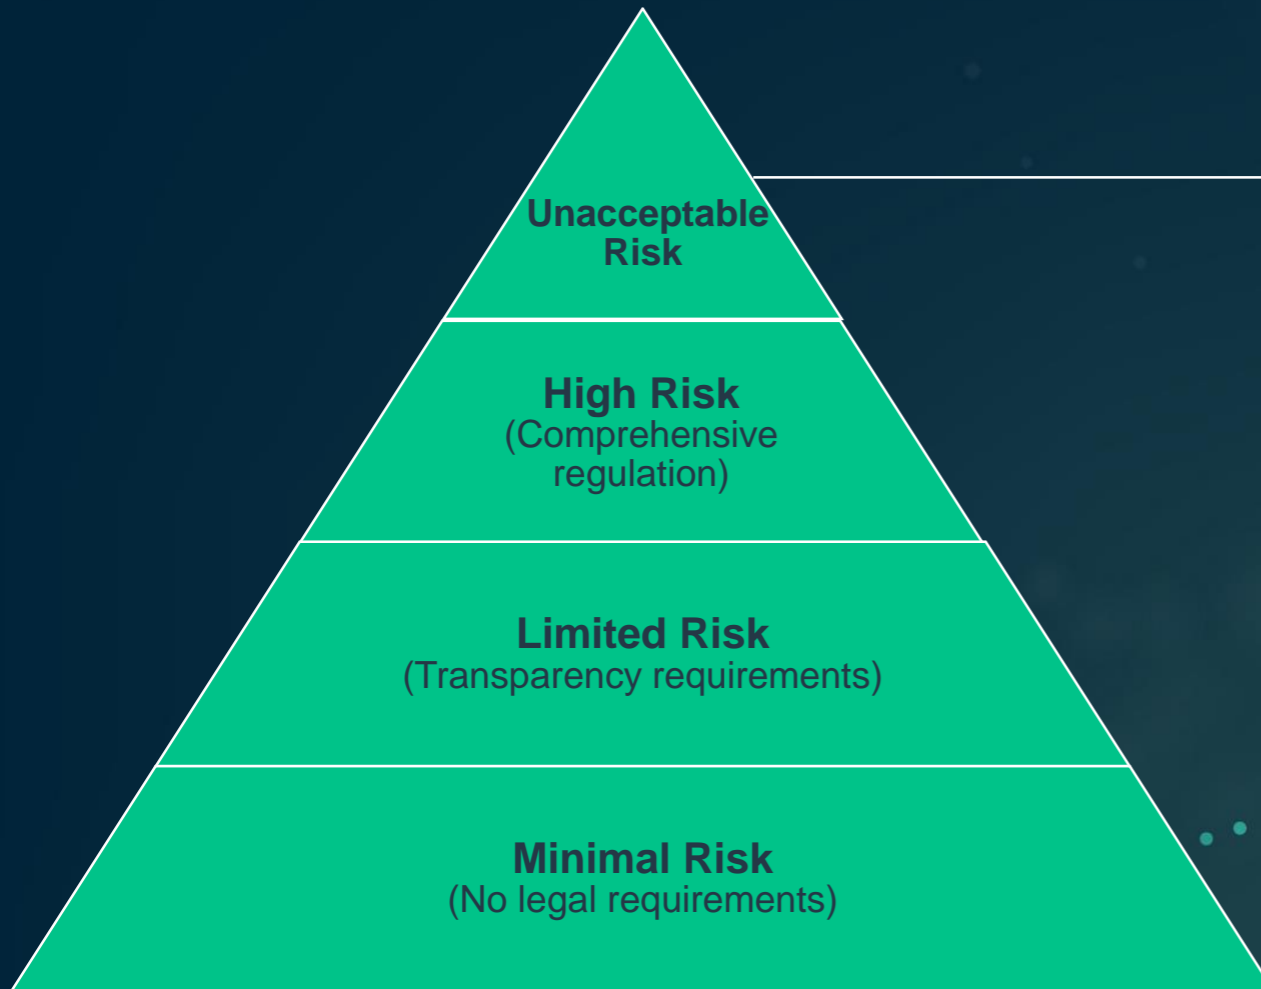 Unacceptable
Risk
High Risk
(Comprehensive
regulation)
Limited Risk
(Transparency requirements)
Minimal Risk
(No legal requirements)